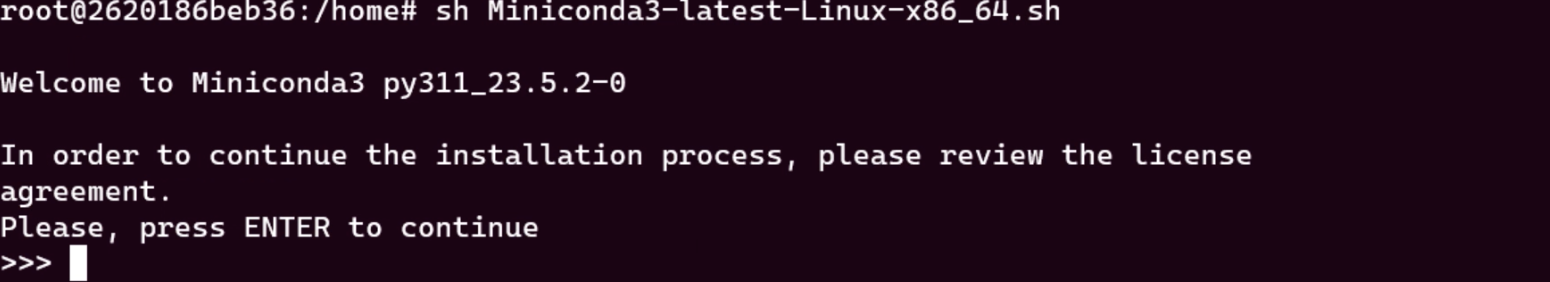 root@2620186beb36:/home# sh Miniconda3-latest-Linux-x86_64.sh
Welcome to Miniconda3 py311_23.5.2-0
In order to continue the installation process, please review the license
agreement.
Please, press ENTER to continue
>>>